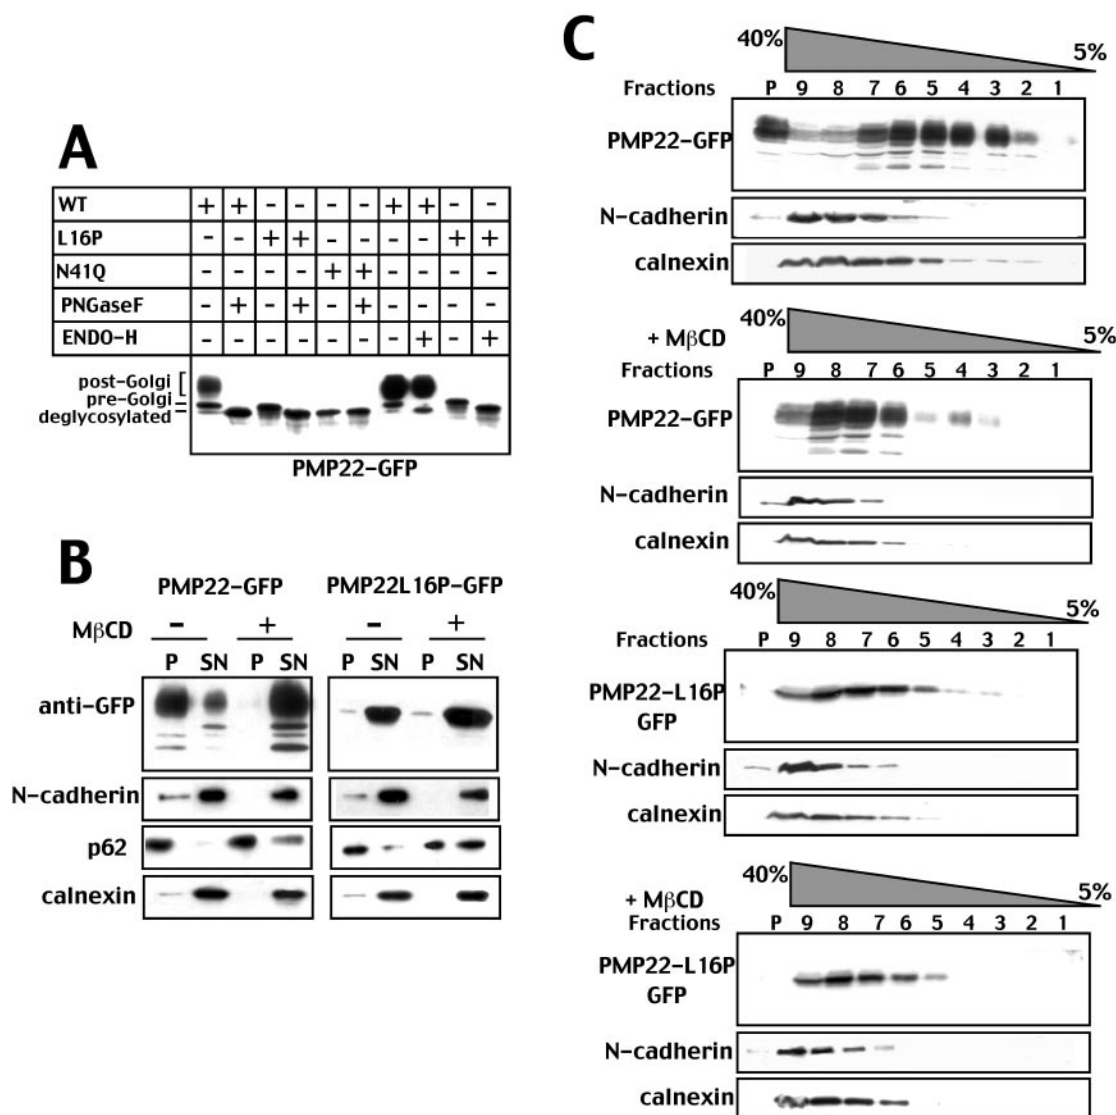 A
WT + + - - - - + + - -
L16P - - + + - - - - + +
N41Q - - - - + + - - - -
PNGaseF - + - + - + - - - -
ENDO-H - - - - - - - + - +
post-Golgi
pre-Golgi
deglycosylated
PMP22-GFP
B
PMP22-GFP PMP22L16P-GFP
MβCD - + - +
P SN P SN P SN P SN
anti-GFP
N-cadherin
p62
calnexin
C
40% 5%
Fractions P 9 8 7 6 5 4 3 2 1
PMP22-GFP
N-cadherin
calnexin
40% 5%
+ MβCD
Fractions P 9 8 7 6 5 4 3 2 1
PMP22-GFP
N-cadherin
calnexin
40% 5%
Fractions P 9 8 7 6 5 4 3 2 1
PMP22-L16P
GFP
N-cadherin
calnexin
40% 5%
+ MβCD
Fractions P 9 8 7 6 5 4 3 2 1
PMP22-L16P
GFP
N-cadherin
calnexin